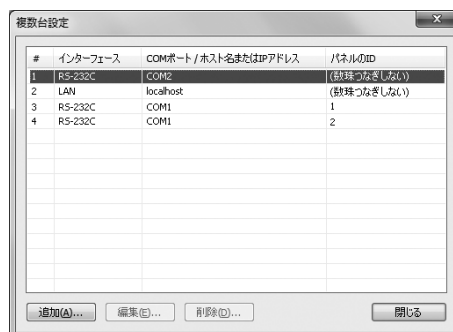 複数台設定
# インターフェース COMポート / ホスト名またはIPアドレス パネルのID
1 RS-232C COM2 (数珠つなぎしない)
2 LAN localhost (数珠つなぎしない)
3 RS-232C COM1 1
4 RS-232C COM1 2
追加(A)... 編集(E)... 削除(D)... 閉じる